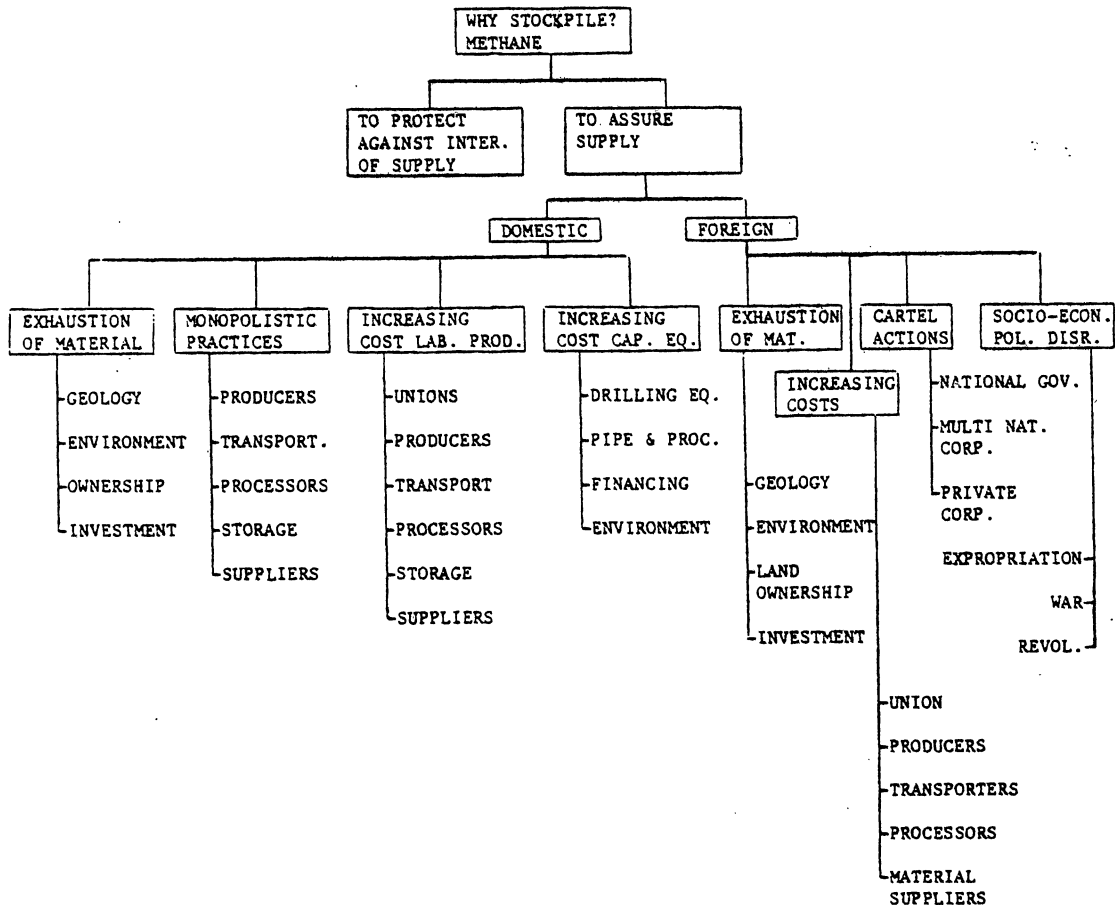 WHY STOCKPILE?
METHANE
TO PROTECT
AGAINST INTER.
OF SUPPLY
TO ASSURE
SUPPLY
DOMESTIC
FOREIGN
EXHAUSTION
OF MATERIAL
GEOLOGY
ENVIRONMENT
OWNERSHIP
INVESTMENT
MONOPOLISTIC
PRACTICES
PRODUCERS
TRANSPORT.
PROCESSORS
STORAGE
SUPPLIERS
INCREASING
COST LAB. PROD.
UNIONS
PRODUCERS
TRANSPORT
PROCESSORS
STORAGE
SUPPLIERS
INCREASING
COST CAP. EQ.
DRILLING EQ.
PIPE & PROC.
FINANCING
ENVIRONMENT
EXHAUSTION
OF MAT.
GEOLOGY
ENVIRONMENT
LAND
OWNERSHIP
INVESTMENT
INCREASING
COSTS
UNION
PRODUCERS
TRANSPORTERS
PROCESSORS
MATERIAL
SUPPLIERS
CARTEL
ACTIONS
NATIONAL GOV.
MULTI NAT.
CORP.
PRIVATE
CORP.
SOCIO-ECON.
POL. DISR.
EXPROPRIATION
WAR
REVOL.